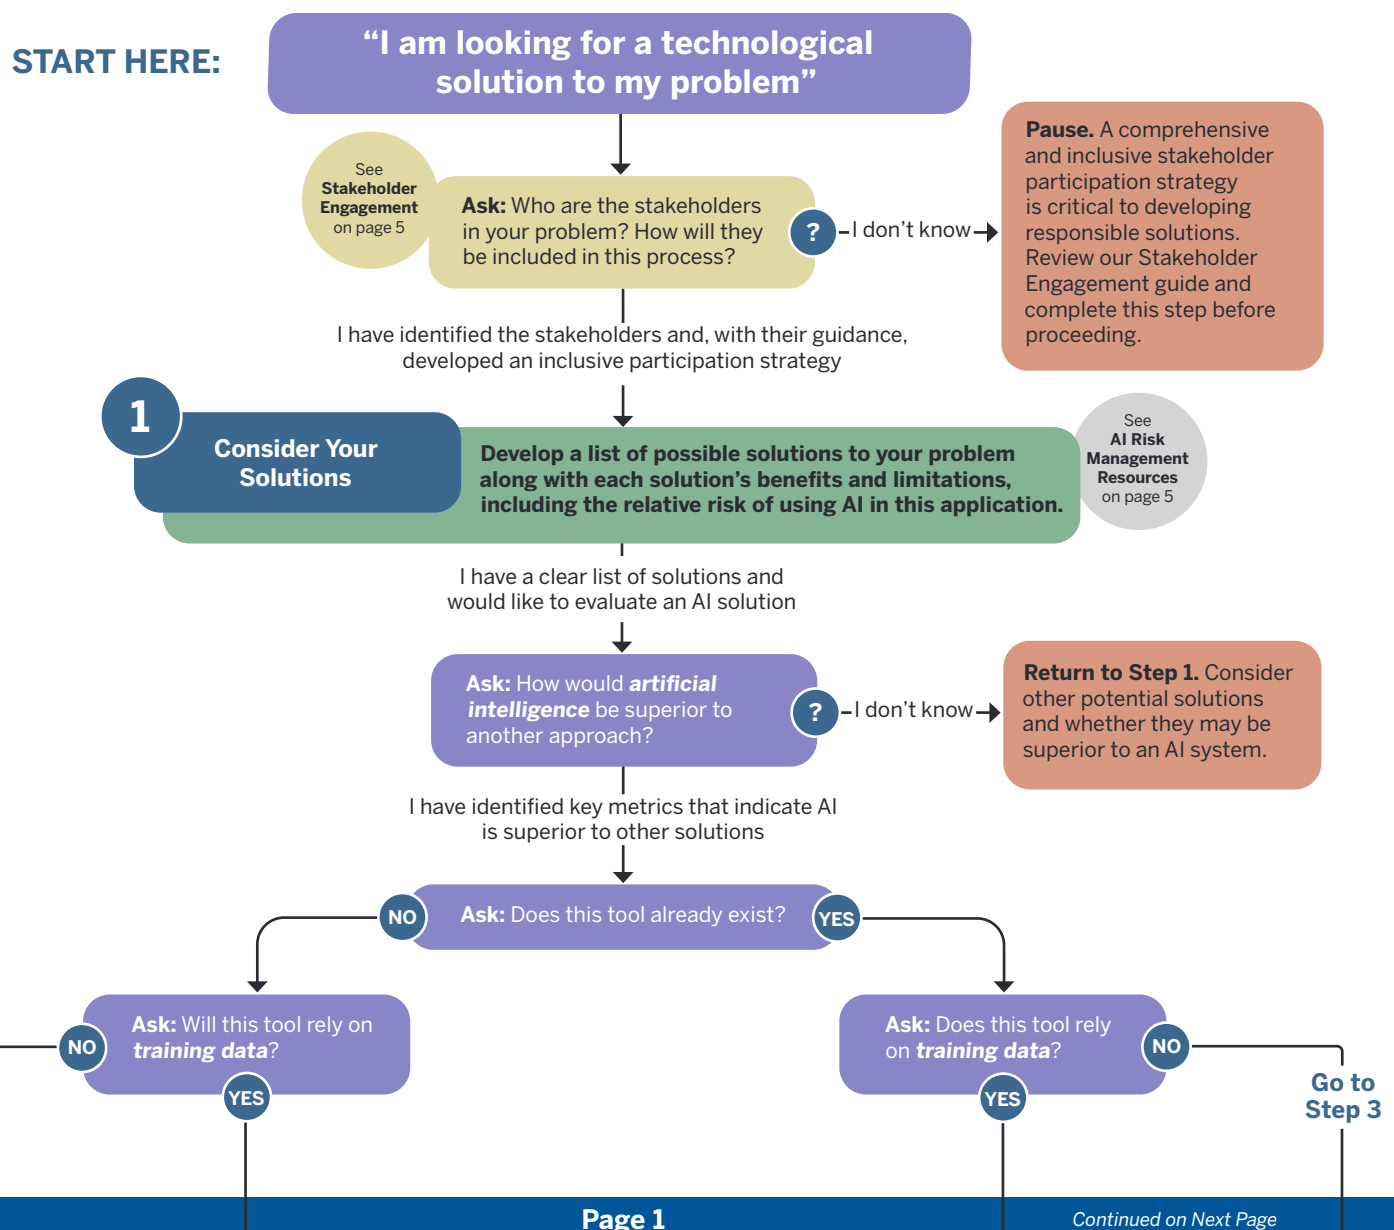 START HERE:
“I am looking for a technological
solution to my problem”
See
Stakeholder
Engagement
on page 5
Ask: Who are the stakeholders
in your problem? How will they
be included in this process?
?
I don’t know
Pause. A comprehensive
and inclusive stakeholder
participation strategy
is critical to developing
responsible solutions.
Review our Stakeholder
Engagement guide and
complete this step before
proceeding.
I have identified the stakeholders and, with their guidance,
developed an inclusive participation strategy
1
Consider Your
Solutions
Develop a list of possible solutions to your problem
along with each solution’s benefits and limitations,
including the relative risk of using AI in this application.
See
AI Risk
Management
Resources
on page 5
I have a clear list of solutions and
would like to evaluate an AI solution
Ask: How would artificial
intelligence be superior to
another approach?
?
I don’t know
Return to Step 1. Consider
other potential solutions
and whether they may be
superior to an AI system.
I have identified key metrics that indicate AI
is superior to other solutions
NO
Ask: Does this tool already exist?
YES
NO
Ask: Will this tool rely on
training data?
YES
Ask: Does this tool rely
on training data?
NO
YES
Go to
Step 3
Page 1
Continued on Next Page